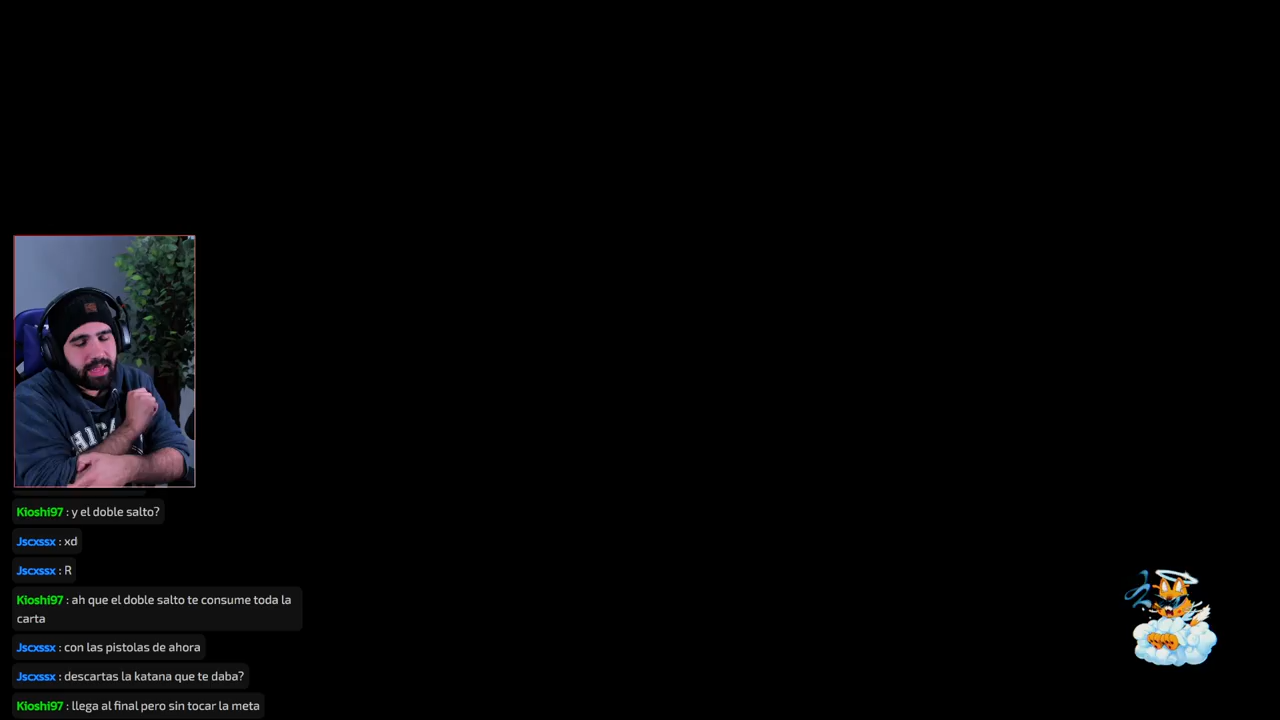 Kioshi97 : y el doble salto?
Jscxssx : xd
Jscxssx : R
Kioshi97 : ah que el doble salto te consume toda la
carta
Jscxssx : con las pistolas de ahora
Jscxssx : descartas la katana que te daba?
Kioshi97 : llega al final pero sin tocar la meta